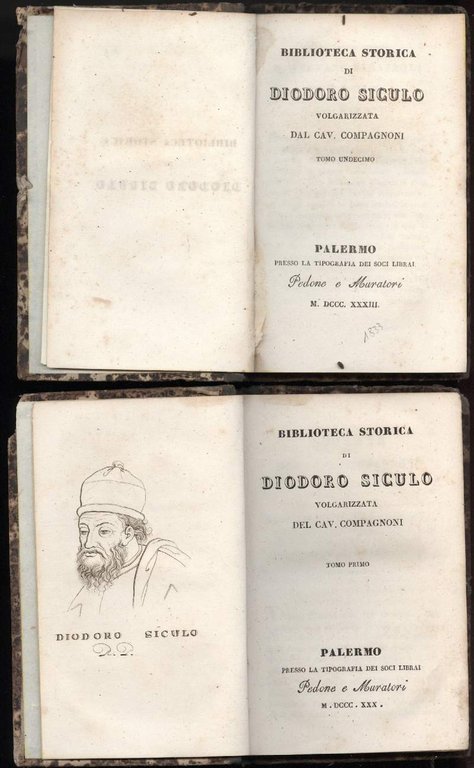 BIBLIOTECA STORICA
DI
DIODORO SICULO
VOLGARIZZATA
DAL CAV. COMPAGNONI
TOMO UNDECIMO
PALERMO
PRESSO LA TIPOGRAFIA DEI SOCI LIBRAI
Pedone e Muratori
M. DCCC. XXXIII.
1833
DIODORO SICULO
BIBLIOTECA STORICA
DI
DIODORO SICULO
VOLGARIZZATA
DEL CAV. COMPAGNONI
TOMO PRIMO
PALERMO
PRESSO LA TIPOGRAFIA DEI SOCI LIBRAI
Pedone e Muratori
M. DCCC. XXX.